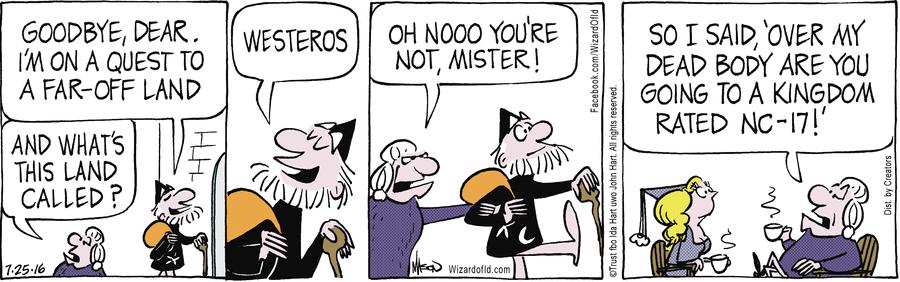 GOODBYE, DEAR.
I'M ON A QUEST TO
A FAR-OFF LAND
AND WHAT'S
THIS LAND
CALLED?
7-25-16
WESTEROS
OH NOOO YOU'RE
NOT, MISTER!
Wizardofld.com
Facebook.com/WizardOfId
©Trust fbo Ida Hart uwo John Hart. All rights reserved.
SO I SAID, 'OVER MY
DEAD BODY ARE YOU
GOING TO A KINGDOM
RATED NC-17!'
Dist. by Creators